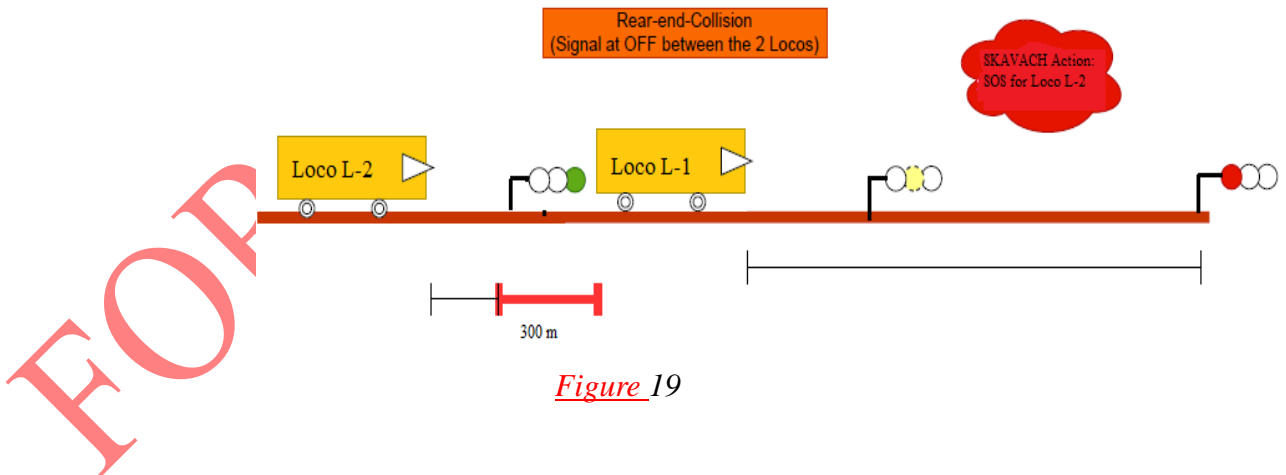 Rear-end-Collision
(Signal at OFF between the 2 Locos)
SKAVACH Action:
SOS for Loco L-2
Loco L-2
Loco L-1
300 m
Figure 19
FOR